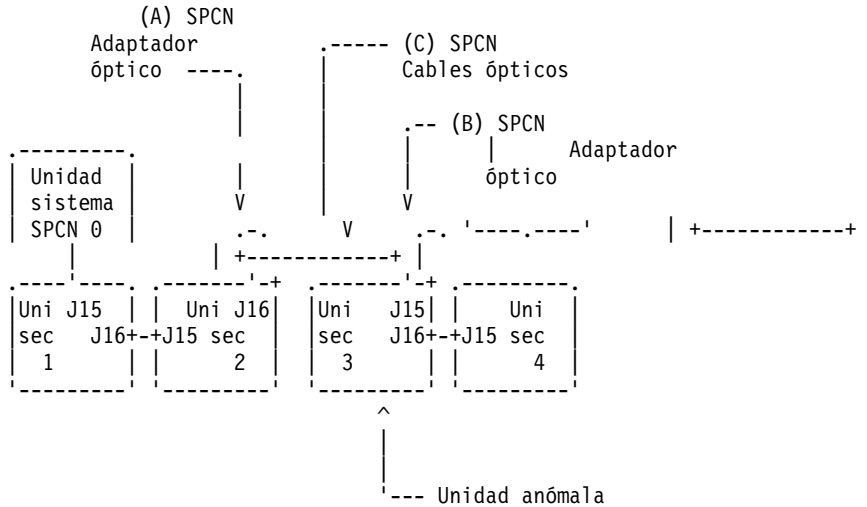 (A) SPCN
Adaptador .----- (C) SPCN
óptico ----. | Cables ópticos
| |
| | .-- (B) SPCN
.---------. | | | Adaptador
| Unidad | | | | óptico
| sistema | V | V
| SPCN 0 | .-. V .-. '----.----' | +------------+
| | +-------------+ |
.----'----. .--------'-+ .--------'-+ .---------.
|Uni J15 | | Uni J16| |Uni J15| | Uni |
|sec J16+-+J15 sec | |sec J16+-+J15 sec |
| 1 | | 2 | | 3 | | 4 |
'---------' '---------' '---------' '---------'
^
|
|
'--- Unidad anómala